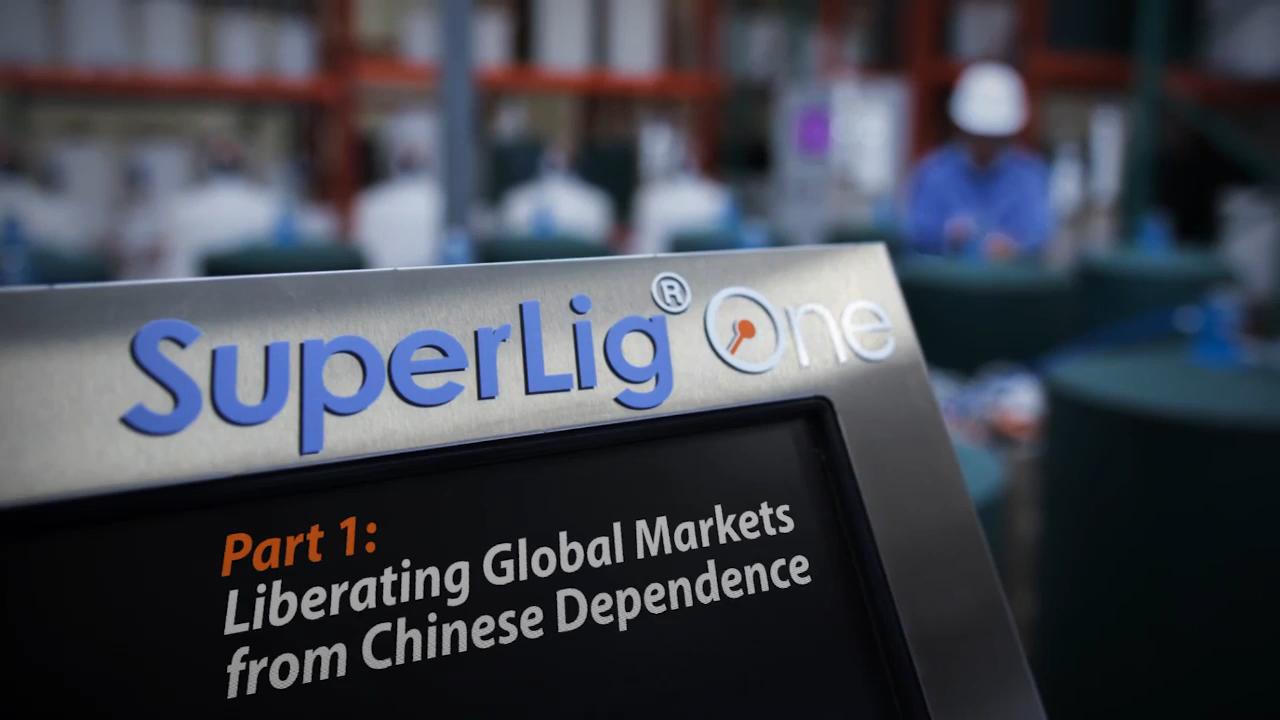 SuperLig® One
Part 1:
Liberating Global Markets
from Chinese Dependence